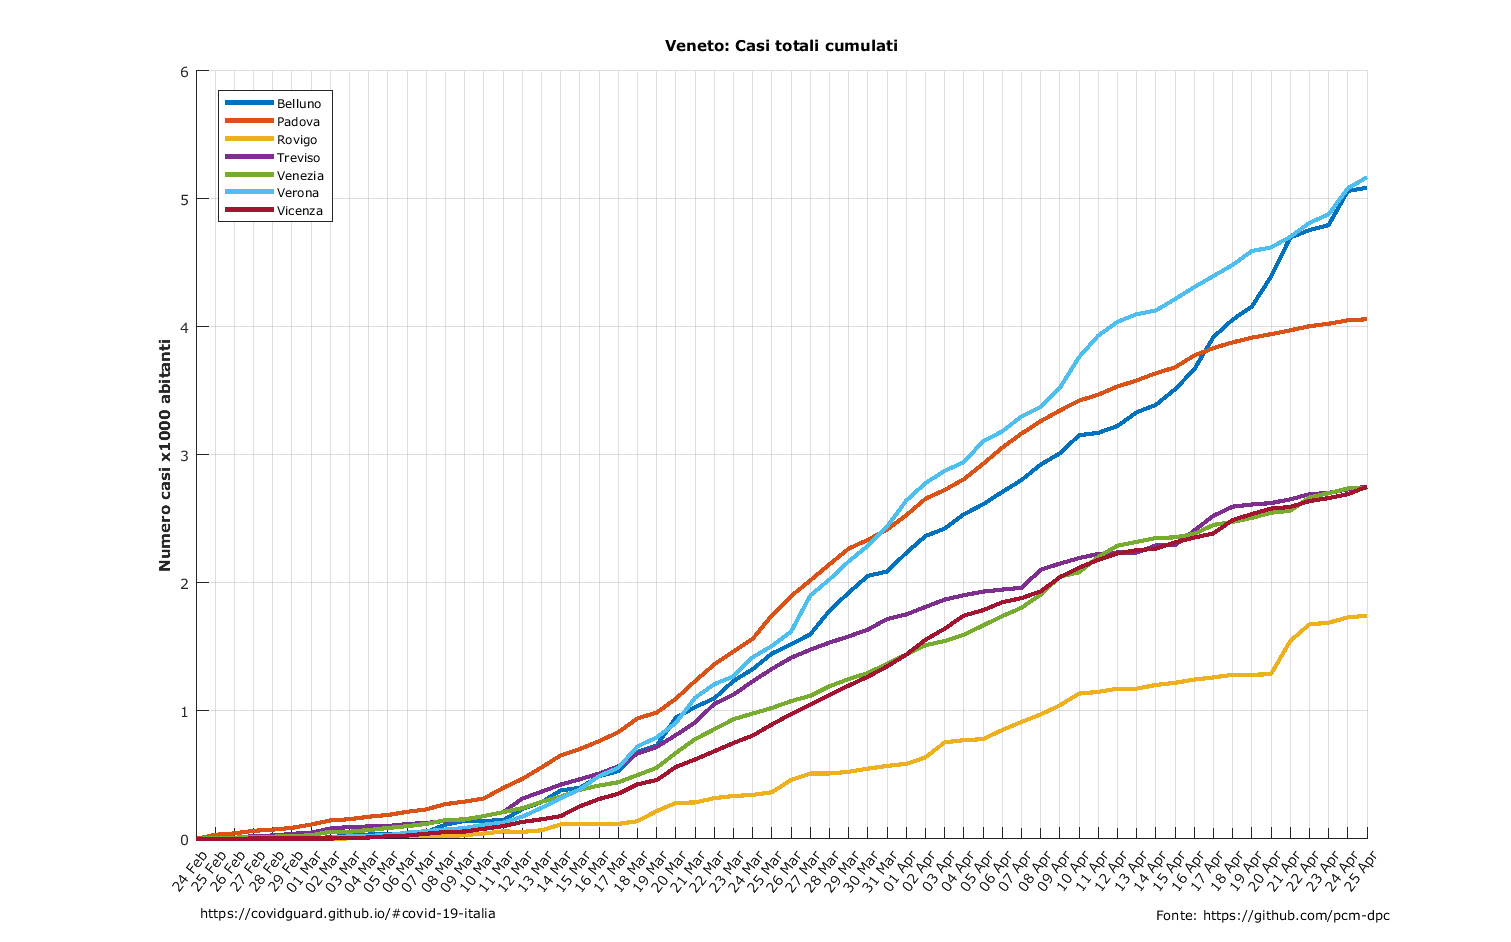 Veneto: Casi totali cumulati
6
5
4
3
2
1
0
Numero casi x1000 abitanti
Belluno
Padova
Rovigo
Treviso
Venezia
Verona
Vicenza
24 Feb
25 Feb
26 Feb
27 Feb
28 Feb
29 Feb
01 Mar
02 Mar
03 Mar
04 Mar
05 Mar
06 Mar
07 Mar
08 Mar
09 Mar
10 Mar
11 Mar
12 Mar
13 Mar
14 Mar
15 Mar
16 Mar
17 Mar
18 Mar
19 Mar
20 Mar
21 Mar
22 Mar
23 Mar
24 Mar
25 Mar
26 Mar
27 Mar
28 Mar
29 Mar
30 Mar
31 Mar
01 Apr
02 Apr
03 Apr
04 Apr
05 Apr
06 Apr
07 Apr
08 Apr
09 Apr
10 Apr
11 Apr
12 Apr
13 Apr
14 Apr
15 Apr
16 Apr
17 Apr
18 Apr
19 Apr
20 Apr
21 Apr
22 Apr
23 Apr
24 Apr
25 Apr
https://covidguard.github.io/#covid-19-italia
Fonte: https://github.com/pcm-dpc